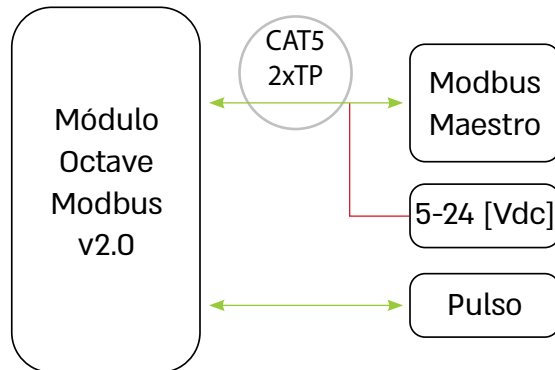 Módulo
Octave
Modbus
v2.0
CAT5
2xTP
Modbus
Maestro
5-24 [Vdc]
Pulso